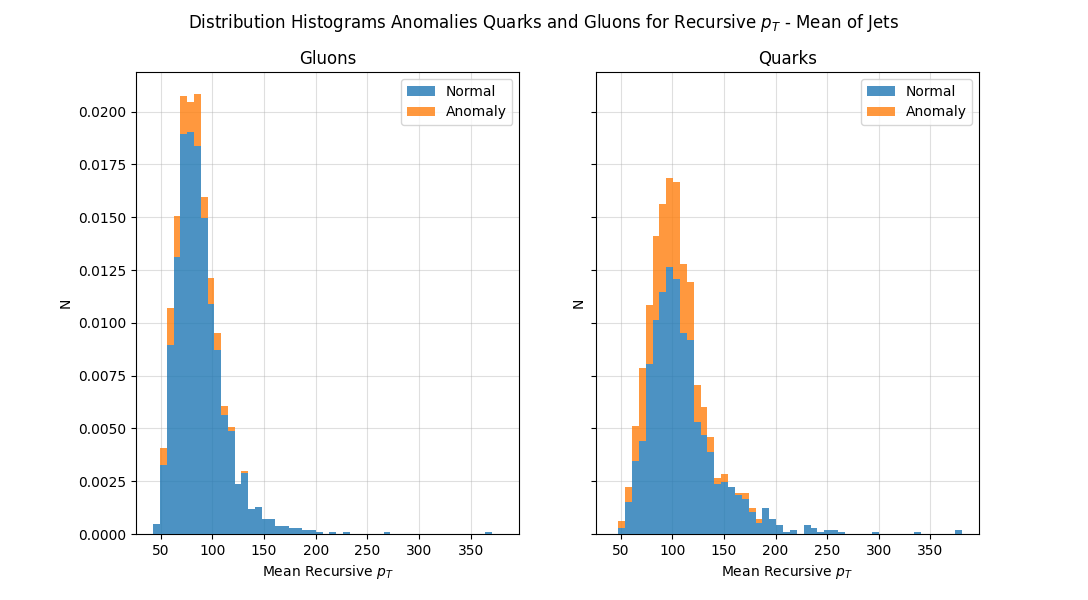 Distribution Histograms Anomalies Quarks and Gluons for Recursive p_T - Mean of Jets
Gluons
Normal
Anomaly
N
0.0200
0.0175
0.0150
0.0125
0.0100
0.0075
0.0050
0.0025
0.0000
50 100 150 200 250 300 350
Mean Recursive p_T
Quarks
Normal
Anomaly
N
50 100 150 200 250 300 350
Mean Recursive p_T